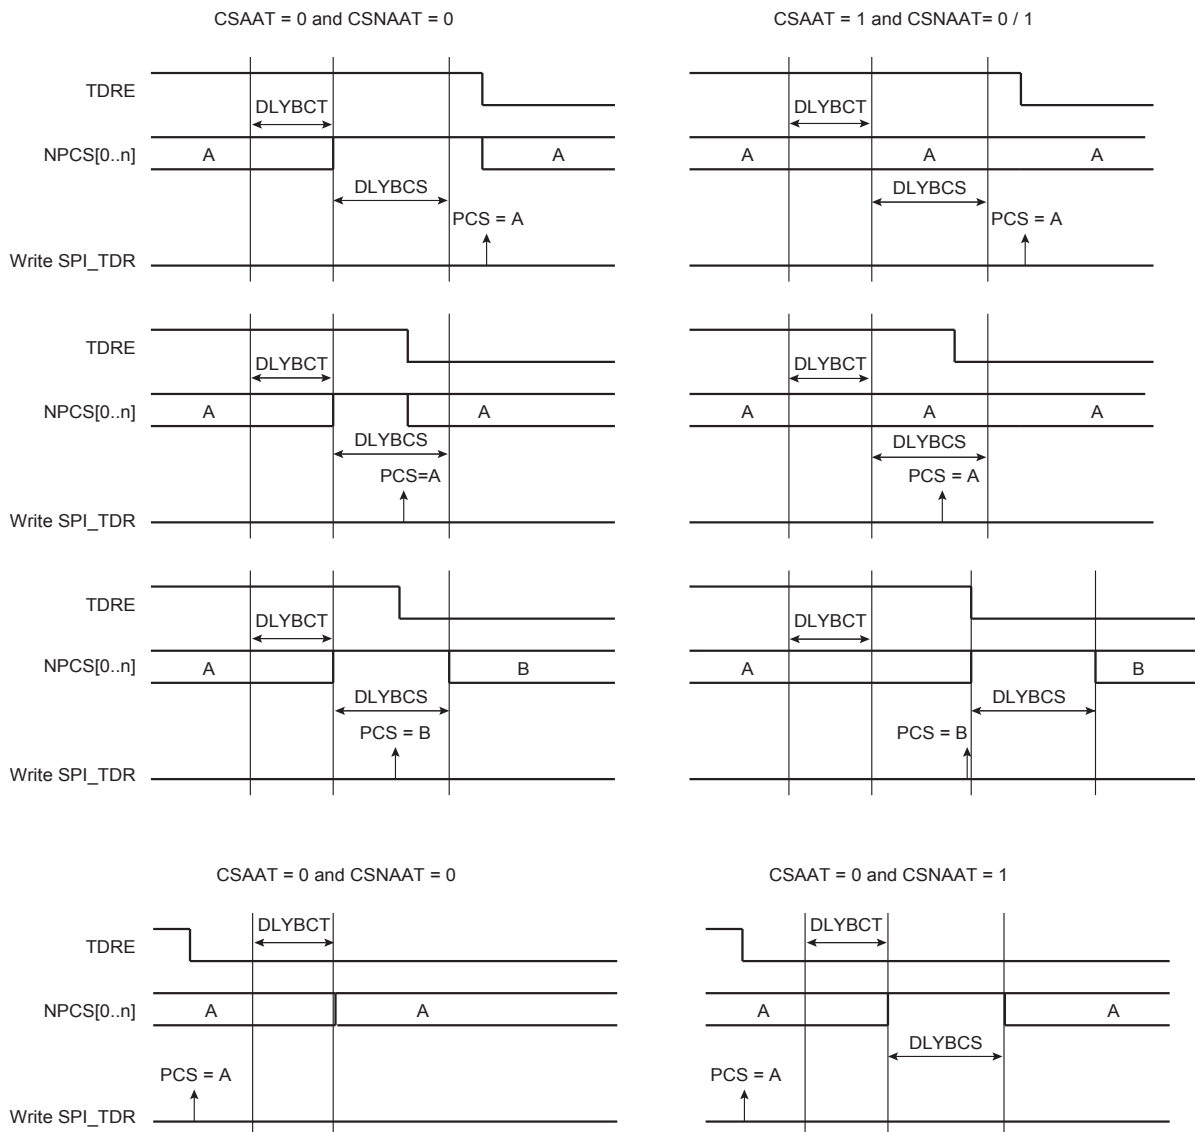 CSAAT = 0 and CSNAAT = 0
CSAAT = 1 and CSNAAT= 0 / 1
TDRE
DLYBCT
DLYBCT
NPCS[0..n]
A
A
A
A
A
DLYBCS
DLYBCS
PCS = A
PCS = A
Write SPI_TDR
TDRE
DLYBCT
DLYBCT
NPCS[0..n]
A
A
A
A
A
DLYBCS
DLYBCS
PCS=A
PCS = A
Write SPI_TDR
TDRE
DLYBCT
DLYBCT
NPCS[0..n]
A
B
A
B
DLYBCS
DLYBCS
PCS = B
PCS = B
Write SPI_TDR
CSAAT = 0 and CSNAAT = 0
CSAAT = 0 and CSNAAT = 1
DLYBCT
DLYBCT
TDRE
NPCS[0..n]
A
A
A
A
DLYBCS
PCS = A
PCS = A
Write SPI_TDR